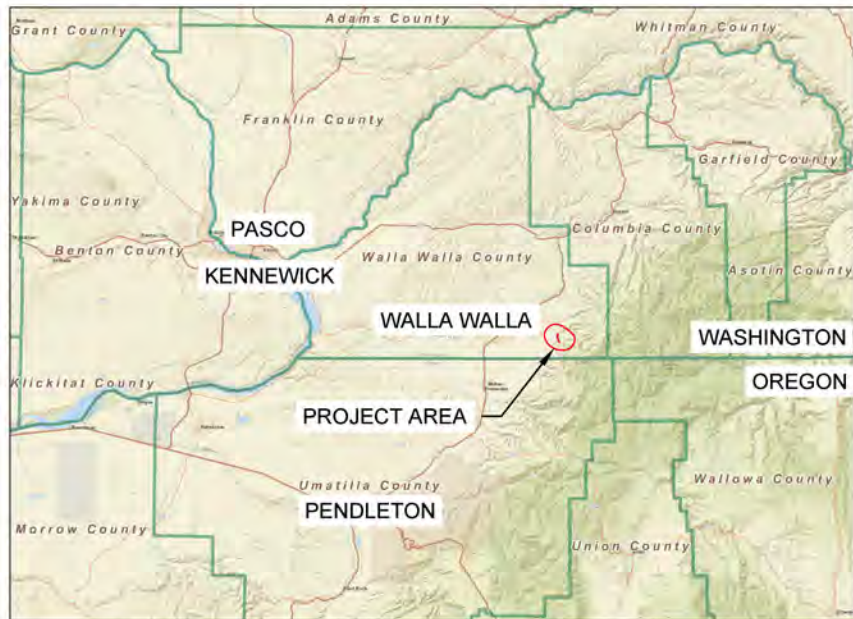 Adams County
Grant County
Whitman County
Franklin County
Garfield County
Yakima County
PASCO
Benton County
Columbia County
Walla Walla County
KENNEWICK
Asotin County
WALLA WALLA
WASHINGTON
Klickitat County
OREGON
PROJECT AREA
Umatilla County
Wallowa County
PENDLETON
Morrow County
Union County